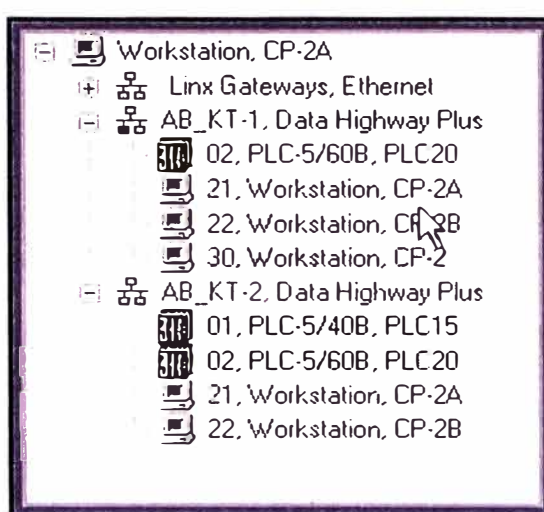 Workstation, CP-2A
Linx Gateways, Ethernet
AB_KT-1, Data Highway Plus
02, PLC-5/60B, PLC20
21, Workstation, CP-2A
22, Workstation, CP-2B
30, Workstation, CP-2
AB_KT-2, Data Highway Plus
01, PLC-5/40B, PLC15
02, PLC-5/60B, PLC20
21, Workstation, CP-2A
22, Workstation, CP-2B